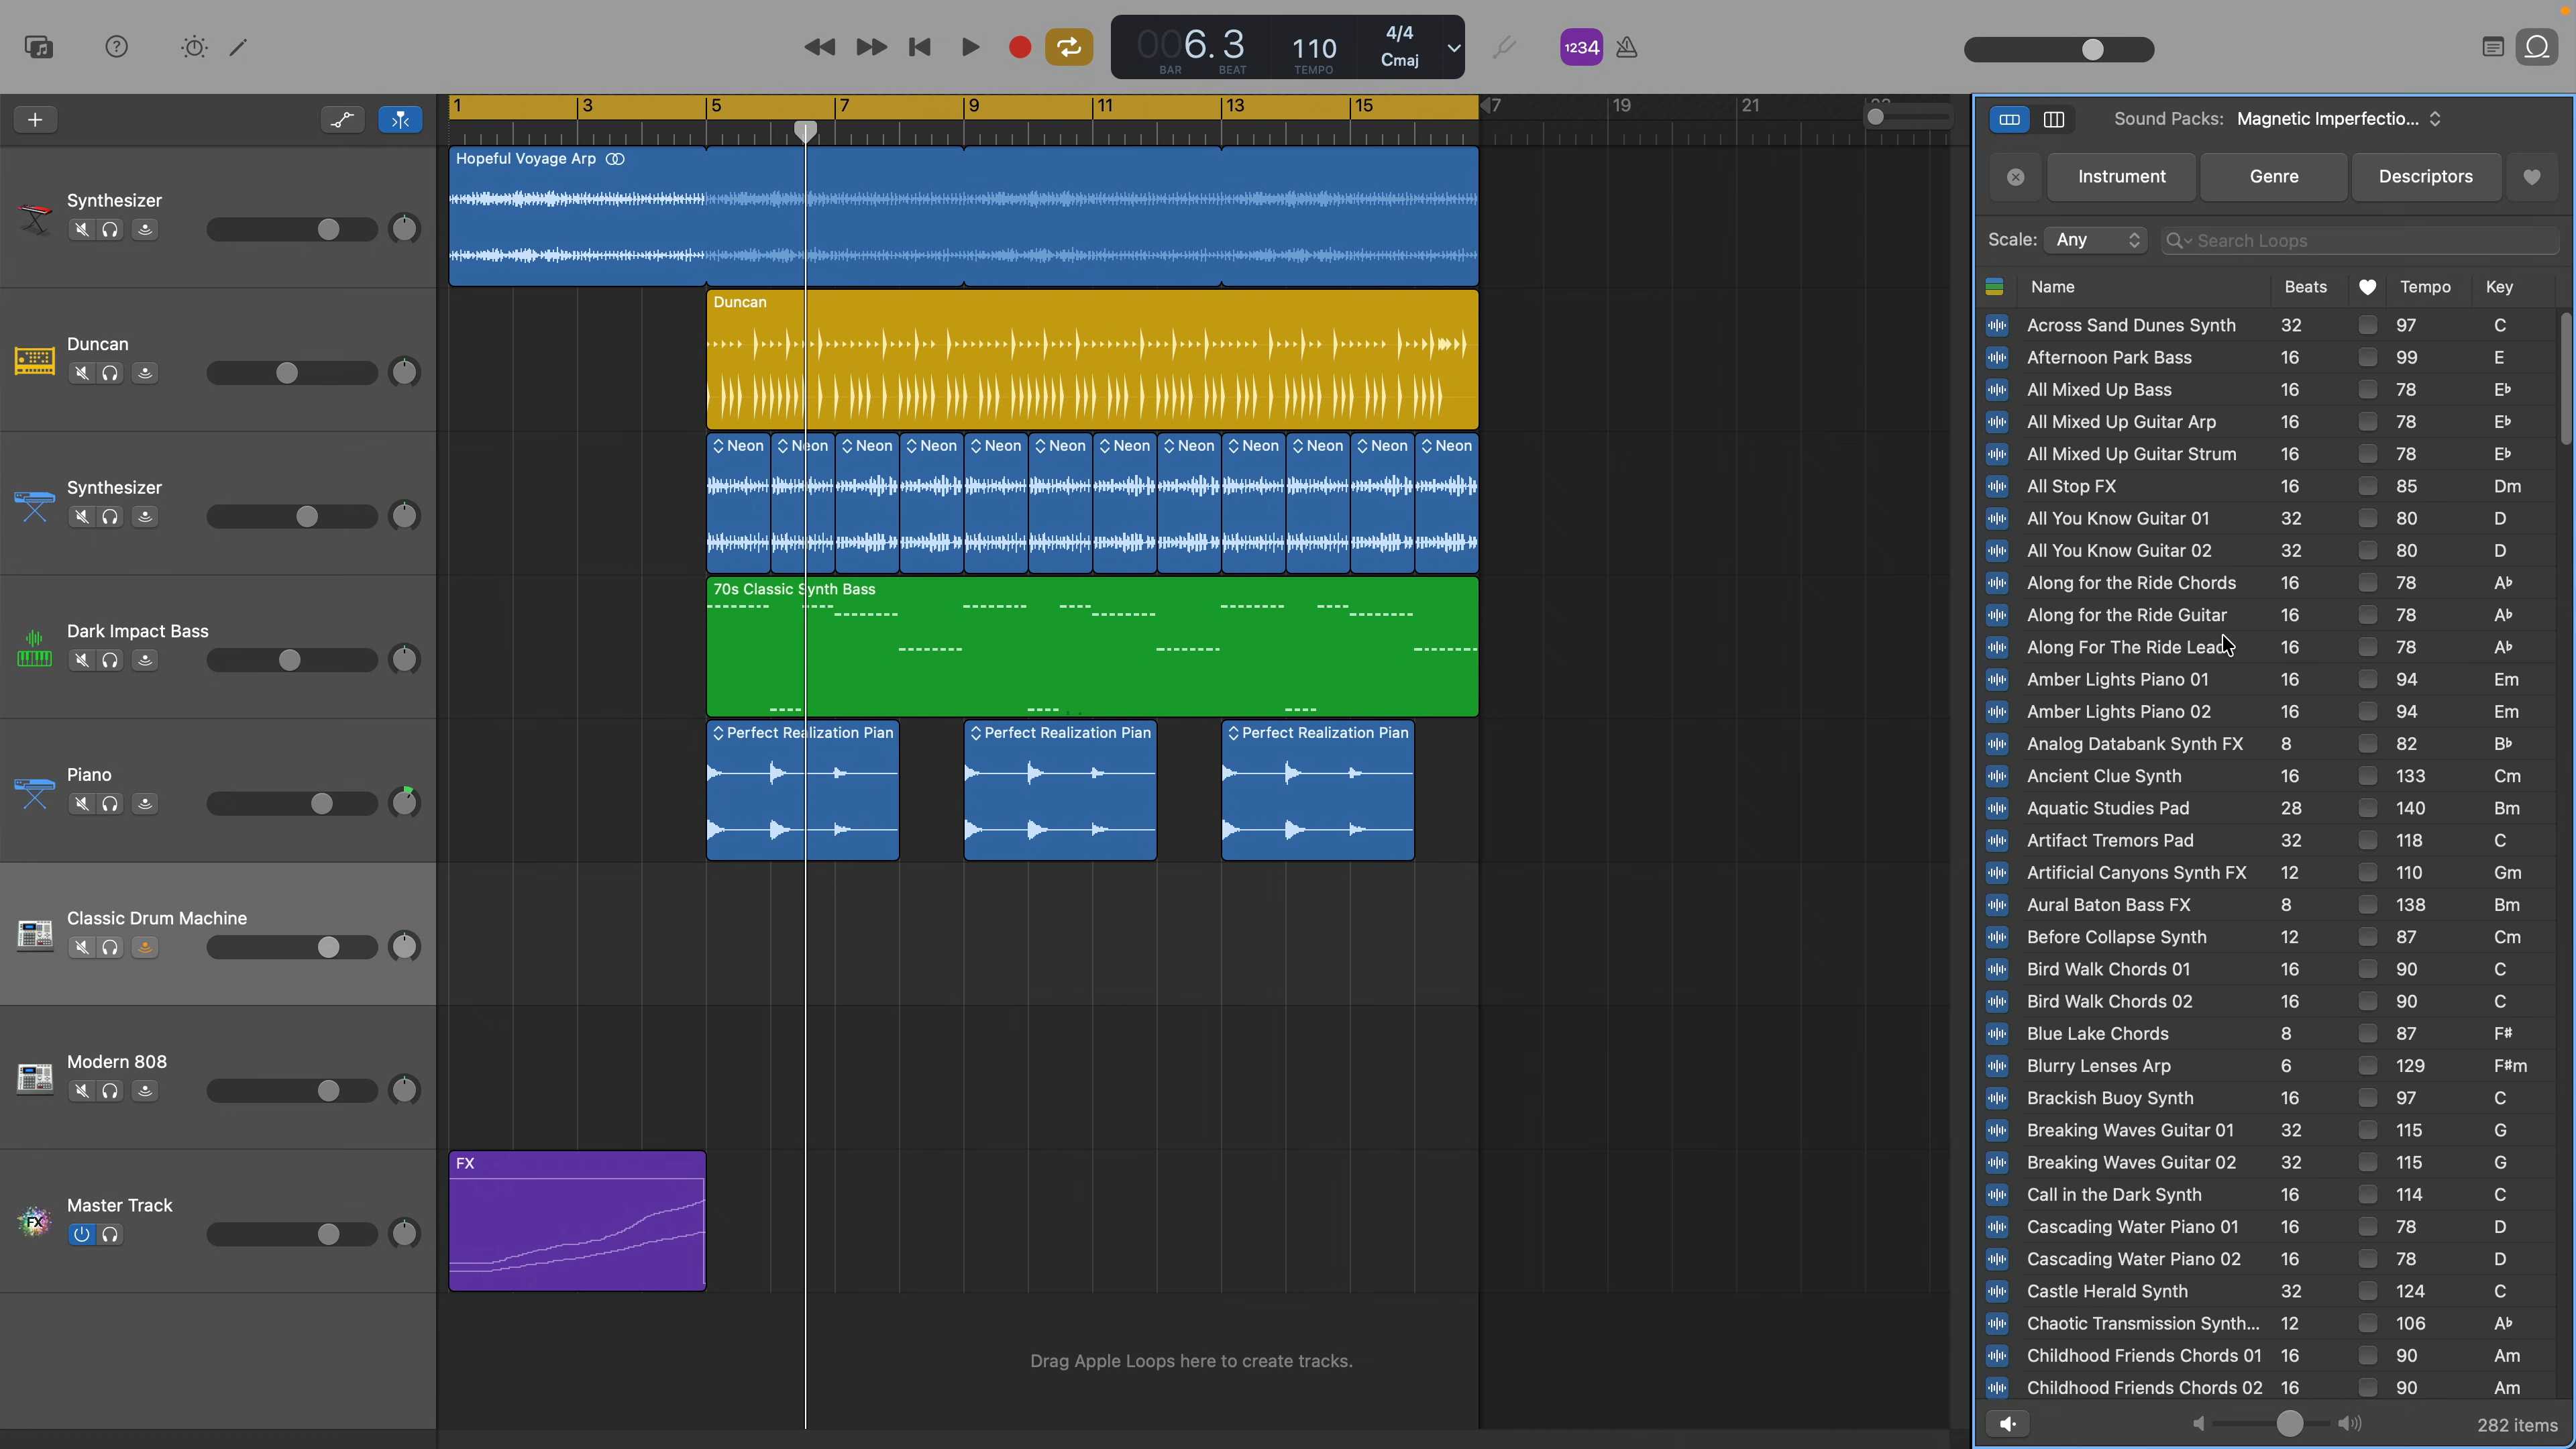 006.3 110 4/4
Cmaj
BAR BEAT TEMPO
1234
1 3 5 7 9 11 13 15 17 19 21
Synthesizer
Duncan
Synthesizer
Dark Impact Bass
Piano
Classic Drum Machine
Modern 808
Master Track
FX
Hopeful Voyage Arp
Duncan
Neon Neon Neon Neon Neon Neon Neon Neon Neon Neon Neon Neon
70s Classic Synth Bass
Perfect Realization Pian Perfect Realization Pian Perfect Realization Pian
FX
Drag Apple Loops here to create tracks.
Sound Packs: Magnetic Imperfectio...
Instrument Genre Descriptors
Scale: Any Search Loops
Name Beats Tempo Key
Across Sand Dunes Synth 32 97 C
Afternoon Park Bass 16 99 E
All Mixed Up Bass 16 78 E♭
All Mixed Up Guitar Arp 16 78 E♭
All Mixed Up Guitar Strum 16 78 E♭
All Stop FX 16 85 Dm
All You Know Guitar 01 32 80 D
All You Know Guitar 02 32 80 D
Along for the Ride Chords 16 78 A♭
Along for the Ride Guitar 16 78 A♭
Along For The Ride Lead 16 78 A♭
Amber Lights Piano 01 16 94 Em
Amber Lights Piano 02 16 94 Em
Analog Databank Synth FX 8 82 B♭
Ancient Clue Synth 16 133 Cm
Aquatic Studies Pad 28 140 Bm
Artifact Tremors Pad 32 118 C
Artificial Canyons Synth FX 12 110 Gm
Aural Baton Bass FX 8 138 Bm
Before Collapse Synth 12 87 Cm
Bird Walk Chords 01 16 90 C
Bird Walk Chords 02 16 90 C
Blue Lake Chords 8 87 F#
Blurry Lenses Arp 6 129 F#m
Brackish Buoy Synth 16 97 C
Breaking Waves Guitar 01 32 115 G
Breaking Waves Guitar 02 32 115 G
Call in the Dark Synth 16 114 C
Cascading Water Piano 01 16 78 D
Cascading Water Piano 02 16 78 D
Castle Herald Synth 32 124 C
Chaotic Transmission Synth... 12 106 A♭
Childhood Friends Chords 01 16 90 Am
Childhood Friends Chords 02 16 90 Am
282 items